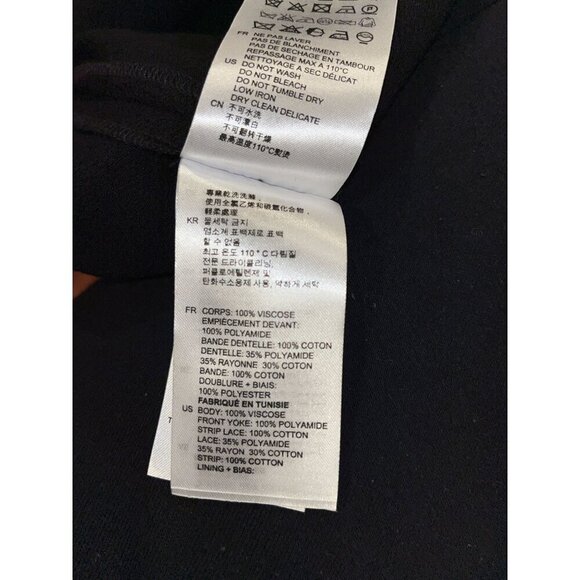 FR NE PAS LAVER
PAS DE BLANCHIMENT
PAS DE SECHAGE EN TAMBOUR
REPASSAGE MAX A 110°C
NETTOYAGE A SEC DÉLICAT
US DO NOT WASH
DO NOT BLEACH
DO NOT TUMBLE DRY
LOW IRON
DRY CLEAN DELICATE
CN 不可水洗
不可漂白
不可翻转干燥
最高温度110°C熨烫
專業乾洗洗滌,
使用全氯乙烯和碳氫化合物,
輕柔處理
KR 물세탁 금지
염소계 표백제로 표백
할 수 없음
최고 온도 110 ° C 다림질
전문 드라이클리닝,
퍼클로로에틸렌제 및
탄화수소용제 사용, 약하게 세탁
FR CORPS: 100% VISCOSE
EMPIÈCEMENT DEVANT:
100% POLYAMIDE
BANDE DENTELLE: 100% COTON
DENTELLE: 35% POLYAMIDE
35% RAYONNE 30% COTON
BANDE: 100% COTON
DOUBLURE + BIAIS:
100% POLYESTER
FABRIQUÉ EN TUNISIE
US BODY: 100% VISCOSE
FRONT YOKE: 100% POLYAMIDE
STRIP LACE: 100% COTTON
LACE: 35% POLYAMIDE
35% RAYON 30% COTTON
STRIP: 100% COTTON
LINING + BIAS: